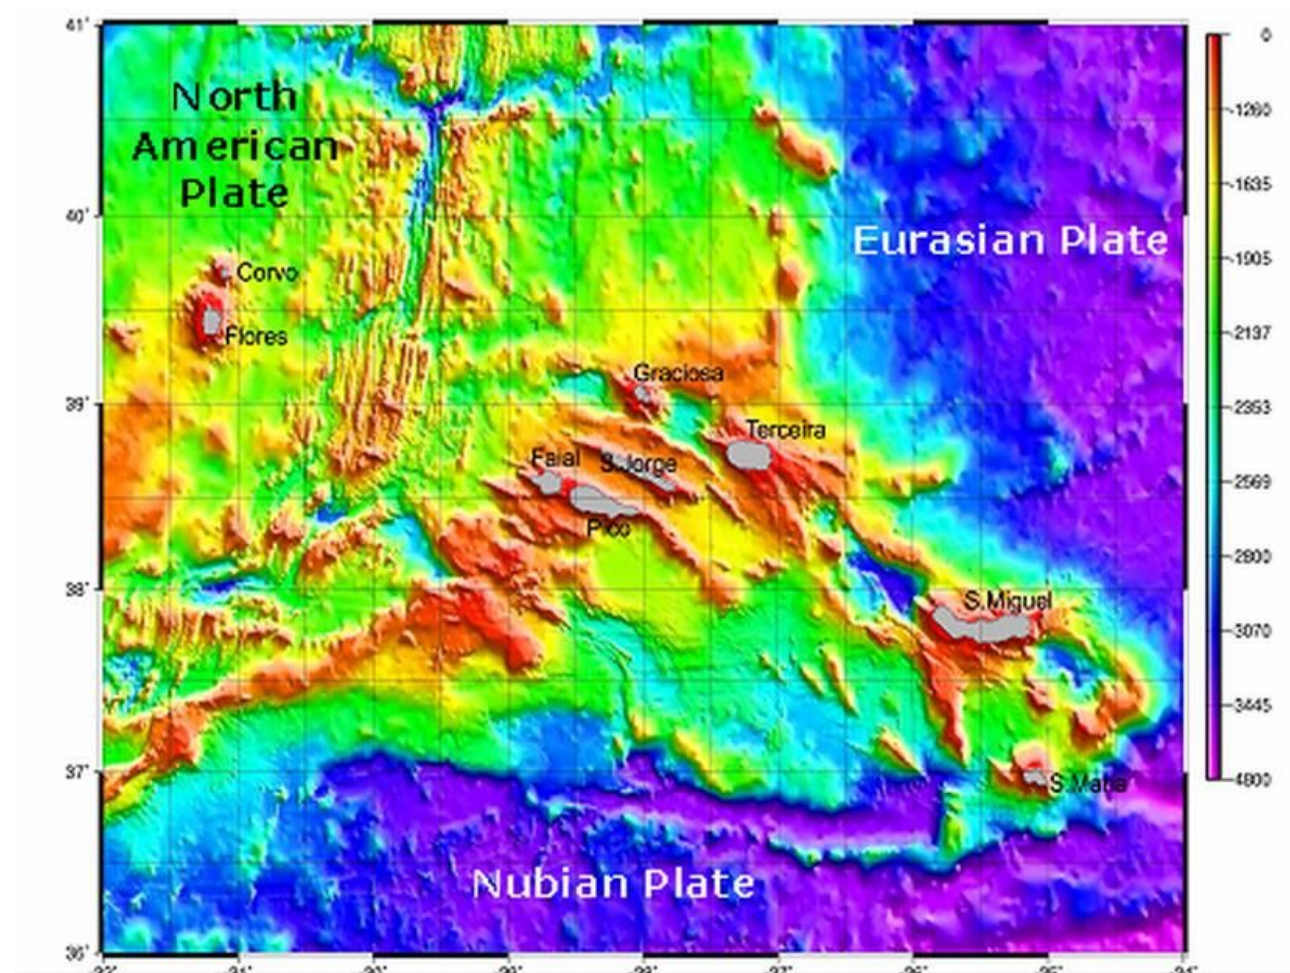 41°
North
American
Plate
40°
Eurasian Plate
Corvo
Flores
Graciosa
39°
Terceira
Faial
S.Jorge
Pico
38°
S.Miguel
37°
S.Maria
Nubian Plate
36°
0
-1260
-1635
-1905
-2137
-2353
-2569
-2800
-3070
-3445
-4800